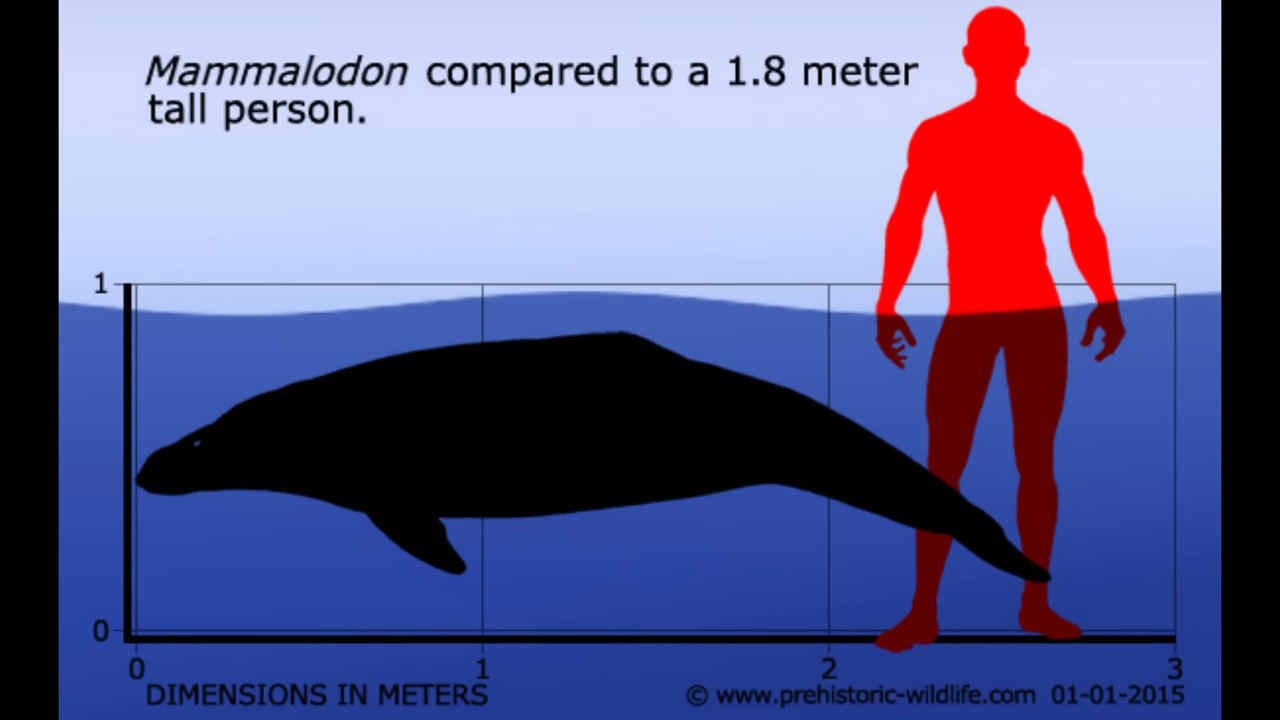 Mammalodon compared to a 1.8 meter
tall person.
1
0
0 1 2 3
DIMENSIONS IN METERS © www.prehistoric-wildlife.com 01-01-2015